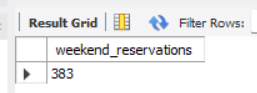 Result Grid Filter Rows:
weekend_reservations
383